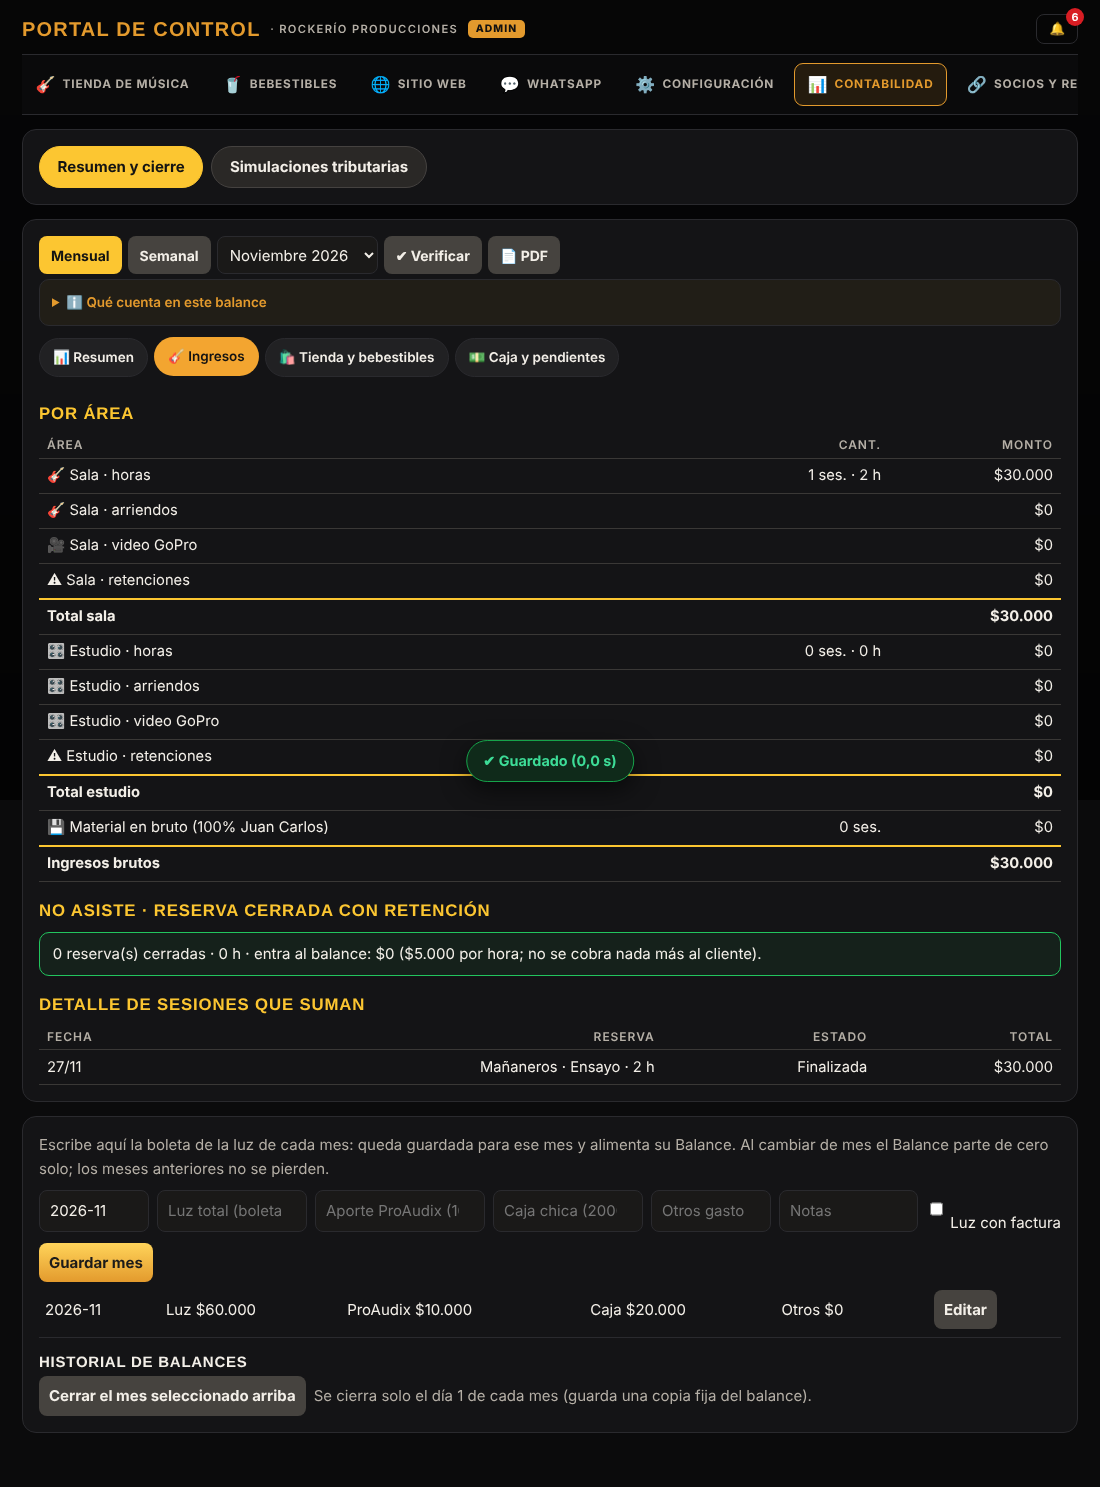 PORTAL DE CONTROL · ROCKERÍO PRODUCCIONES ADMIN 6
TIENDA DE MÚSICA BEBESTIBLES SITIO WEB WHATSAPP CONFIGURACIÓN CONTABILIDAD SOCIOS Y RE
Resumen y cierre Simulaciones tributarias
Mensual Semanal Noviembre 2026 ✔ Verificar PDF
Qué cuenta en este balance
Resumen Ingresos Tienda y bebestibles Caja y pendientes
POR ÁREA
ÁREA CANT. MONTO
Sala · horas 1 ses. · 2 h $30.000
Sala · arriendos $0
Sala · video GoPro $0
Sala · retenciones $0
Total sala $30.000
Estudio · horas 0 ses. · 0 h $0
Estudio · arriendos $0
Estudio · video GoPro $0
Estudio · retenciones $0
✔ Guardado (0,0 s)
Total estudio $0
Material en bruto (100% Juan Carlos) 0 ses. $0
Ingresos brutos $30.000
NO ASISTE · RESERVA CERRADA CON RETENCIÓN
0 reserva(s) cerradas · 0 h · entra al balance: $0 ($5.000 por hora; no se cobra nada más al cliente).
DETALLE DE SESIONES QUE SUMAN
FECHA RESERVA ESTADO TOTAL
27/11 Mañaneros · Ensayo · 2 h Finalizada $30.000
Escribe aquí la boleta de la luz de cada mes: queda guardada para ese mes y alimenta su Balance. Al cambiar de mes el Balance parte de cero
solo; los meses anteriores no se pierden.
2026-11 Luz total (boleta Aporte ProAudix (1 Caja chica (200 Otros gasto Notas Luz con factura
Guardar mes
2026-11 Luz $60.000 ProAudix $10.000 Caja $20.000 Otros $0 Editar
HISTORIAL DE BALANCES
Cerrar el mes seleccionado arriba Se cierra solo el día 1 de cada mes (guarda una copia fija del balance).